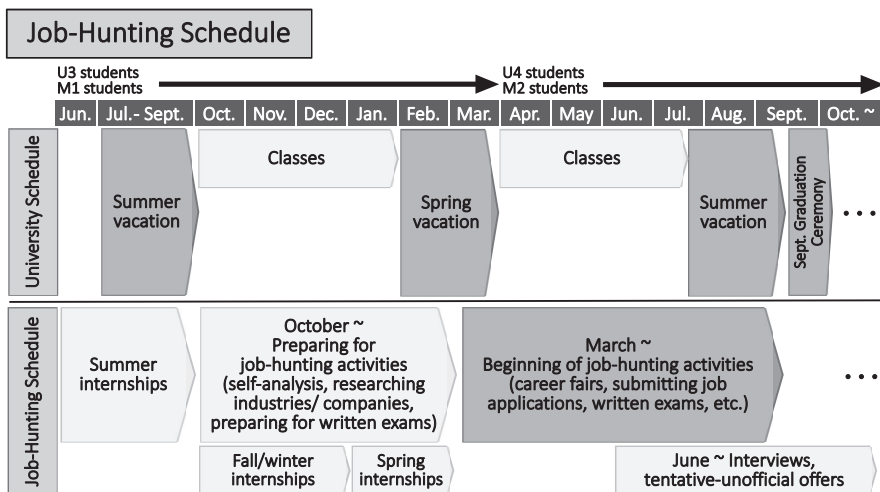 Job-Hunting Schedule
U3 students
M1 students
U4 students
M2 students
Jun.
Jul.- Sept.
Oct.
Nov.
Dec.
Jan.
Feb.
Mar.
Apr.
May
Jun.
Jul.
Aug.
Sept.
Oct. ~
University Schedule
Summer
vacation
Classes
Spring
vacation
Classes
Summer
vacation
Sept. Graduation
Ceremony
...
Job-Hunting Schedule
Summer
internships
October ~
Preparing for
job-hunting activities
(self-analysis, researching
industries/ companies,
preparing for written exams)
March ~
Beginning of job-hunting activities
(career fairs, submitting job
applications, written exams, etc.)
...
Fall/winter
internships
Spring
internships
June ~ Interviews,
tentative-unofficial offers